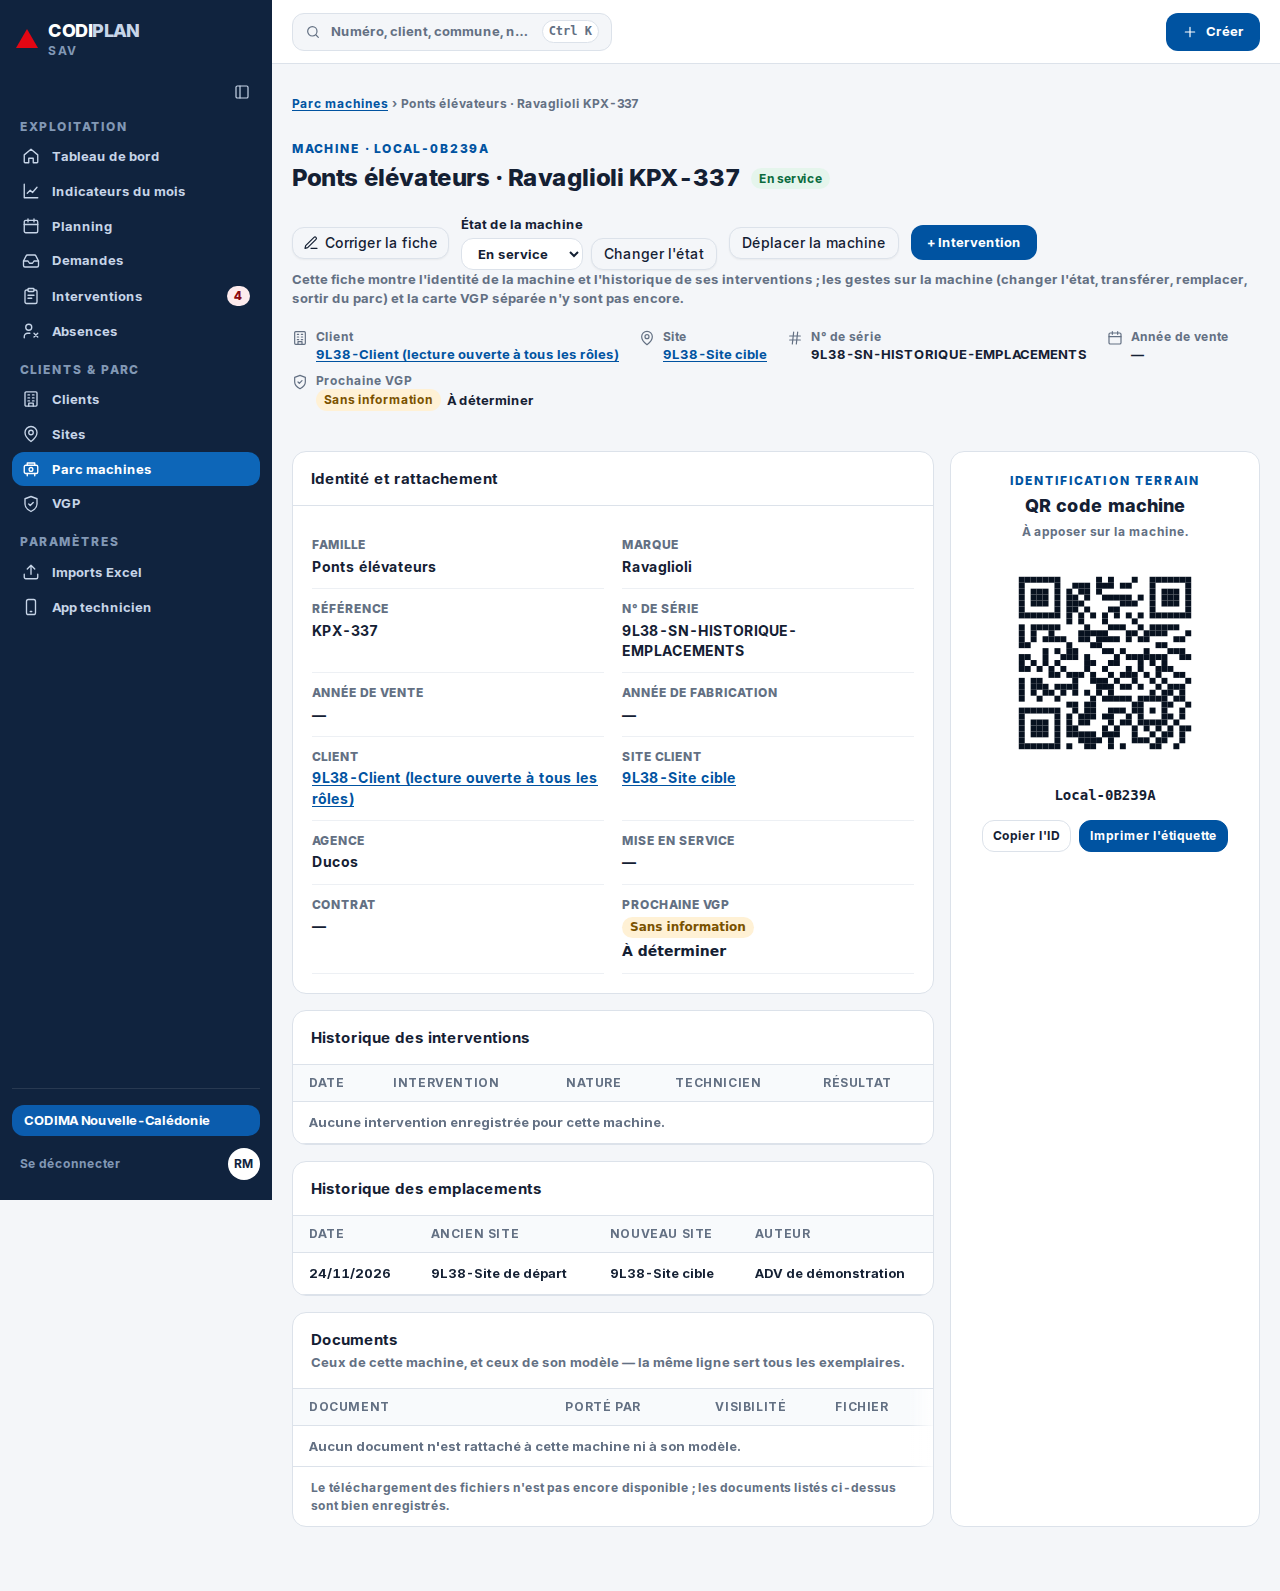 CODIPLAN
SAV
EXPLOITATION
Tableau de bord
Indicateurs du mois
Planning
Demandes
Interventions 4
Absences
CLIENTS & PARC
Clients
Sites
Parc machines
VGP
PARAMÈTRES
Imports Excel
App technicien
CODIMA Nouvelle-Calédonie
Se déconnecter RM
Numéro, client, commune, n… Ctrl K
Créer
Parc machines › Ponts élévateurs · Ravaglioli KPX-337
MACHINE · LOCAL-0B239A
Ponts élévateurs · Ravaglioli KPX-337 En service
État de la machine
Corriger la fiche En service Changer l'état Déplacer la machine + Intervention
Cette fiche montre l'identité de la machine et l'historique de ses interventions ; les gestes sur la machine (changer l'état, transférer, remplacer,
sortir du parc) et la carte VGP séparée n'y sont pas encore.
Client Site N° de série Année de vente
9L38-Client (lecture ouverte à tous les rôles) 9L38-Site cible 9L38-SN-HISTORIQUE-EMPLACEMENTS —
Prochaine VGP
Sans information À déterminer
Identité et rattachement
FAMILLE MARQUE
Ponts élévateurs Ravaglioli
RÉFÉRENCE N° DE SÉRIE
KPX-337 9L38-SN-HISTORIQUE-
EMPLACEMENTS
ANNÉE DE VENTE ANNÉE DE FABRICATION
— —
CLIENT SITE CLIENT
9L38-Client (lecture ouverte à tous les 9L38-Site cible
rôles)
AGENCE MISE EN SERVICE
Ducos —
CONTRAT PROCHAINE VGP
— Sans information
À déterminer
IDENTIFICATION TERRAIN
QR code machine
À apposer sur la machine.
Local-0B239A
Copier l'ID Imprimer l'étiquette
Historique des interventions
DATE INTERVENTION NATURE TECHNICIEN RÉSULTAT
Aucune intervention enregistrée pour cette machine.
Historique des emplacements
DATE ANCIEN SITE NOUVEAU SITE AUTEUR
24/11/2026 9L38-Site de départ 9L38-Site cible ADV de démonstration
Documents
Ceux de cette machine, et ceux de son modèle — la même ligne sert tous les exemplaires.
DOCUMENT PORTÉ PAR VISIBILITÉ FICHIER
Aucun document n'est rattaché à cette machine ni à son modèle.
Le téléchargement des fichiers n'est pas encore disponible ; les documents listés ci-dessus
sont bien enregistrés.